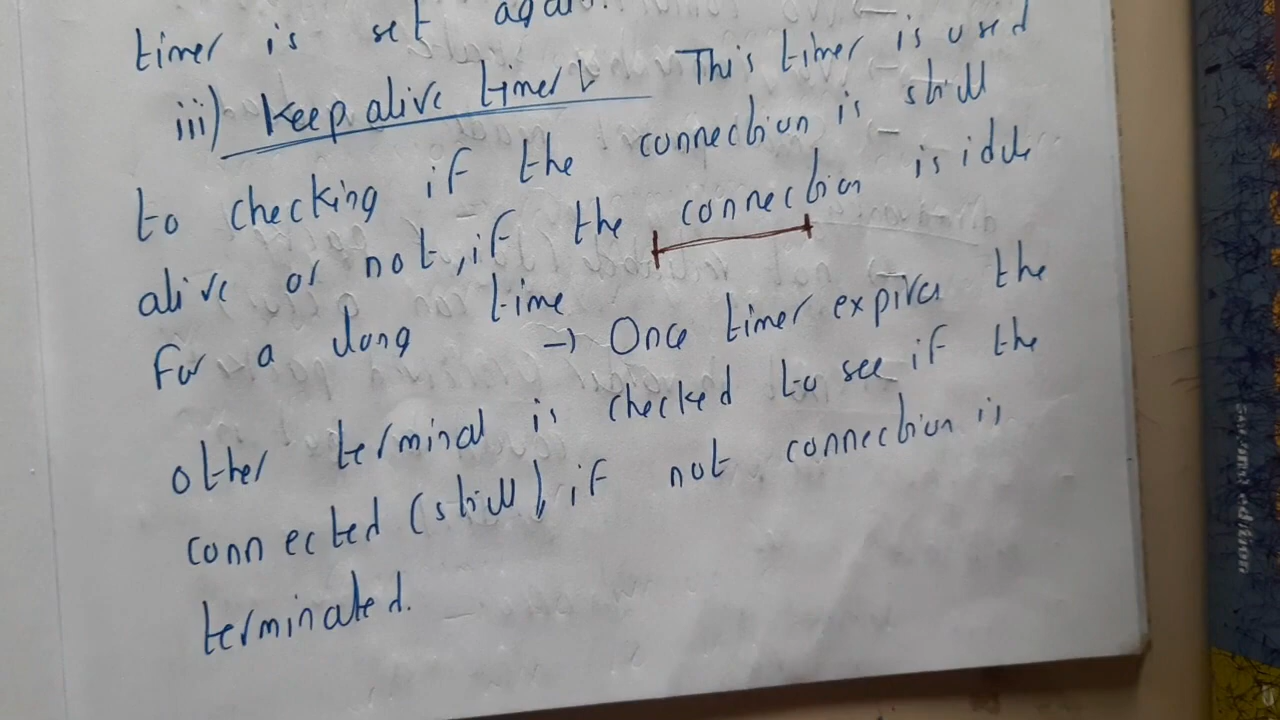 timer is set again.
iii) Keep alive timer This timer is used
to checking if the connection is still
alive or not, if the connection is idle
for a long time → Once timer expires the
other terminal is checked to see if the
connected (still), if not connection is
terminated.
edition